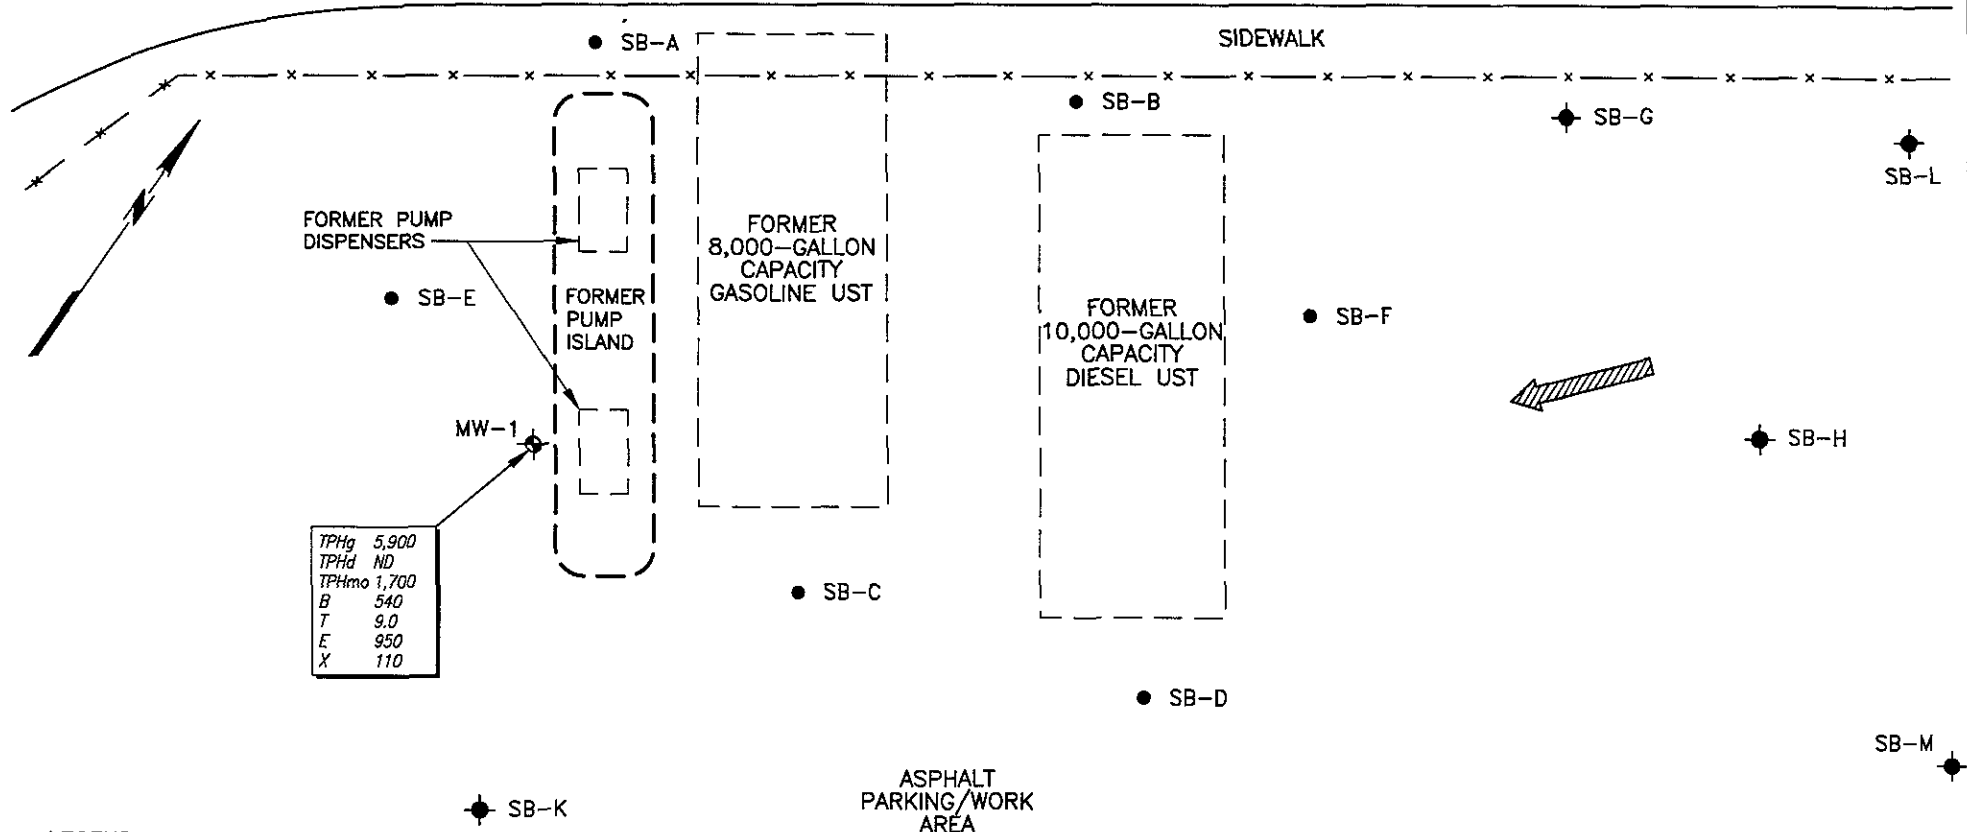 SB-A
SIDEWALK
SB-B
SB-G
SB-L
FORMER PUMP
DISPENSERS
FORMER
8,000-GALLON
CAPACITY
GASOLINE UST
SB-E
FORMER
PUMP
ISLAND
FORMER
10,000-GALLON
CAPACITY
DIESEL UST
SB-F
MW-1
SB-H
TPHg 5,900
TPHd ND
TPHmo 1,700
B 540
T 9.0
E 950
X 110
SB-C
SB-D
SB-M
SB-K
ASPHALT
PARKING/WORK
AREA